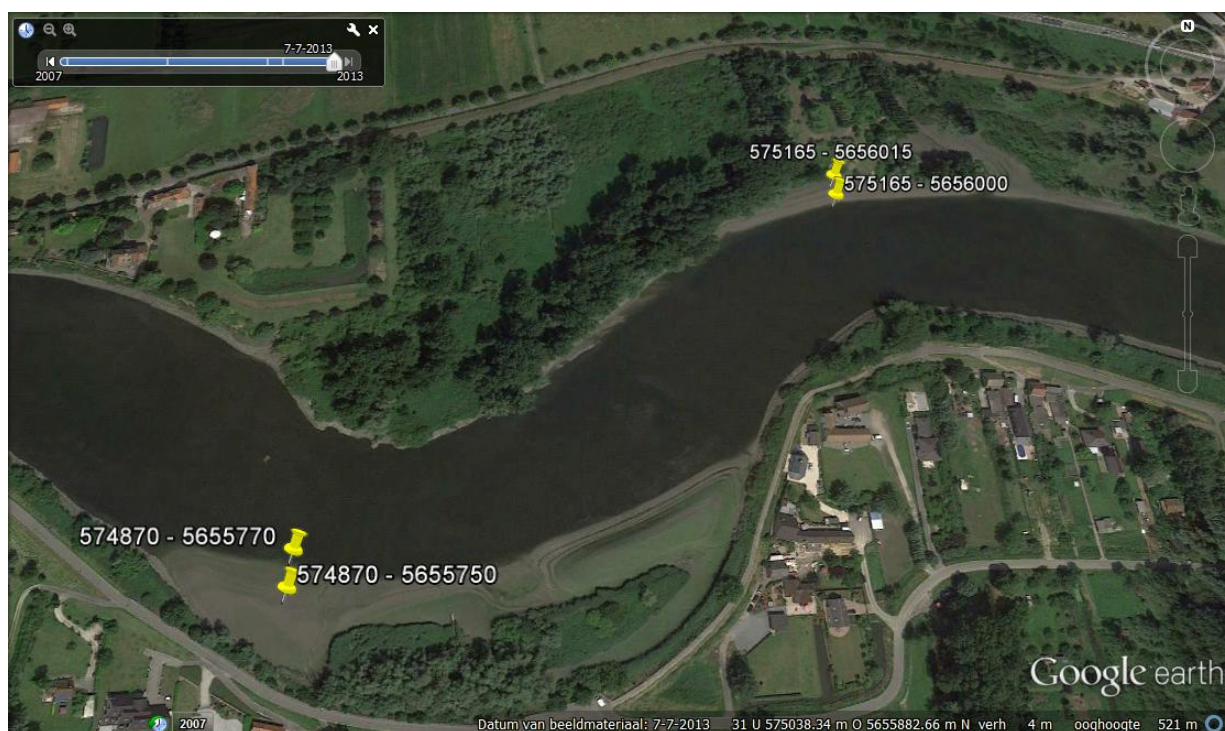 7-7-2013
2007
2013
N
575165 - 5656015
575165 - 5656000
574870 - 5655770
574870 - 5655750
Google earth
2007
Datum van beeldmateriaal: 7-7-2013 31 U 575038.34 m O 5655882.66 m N verh 4 m ooghoogte 521 m